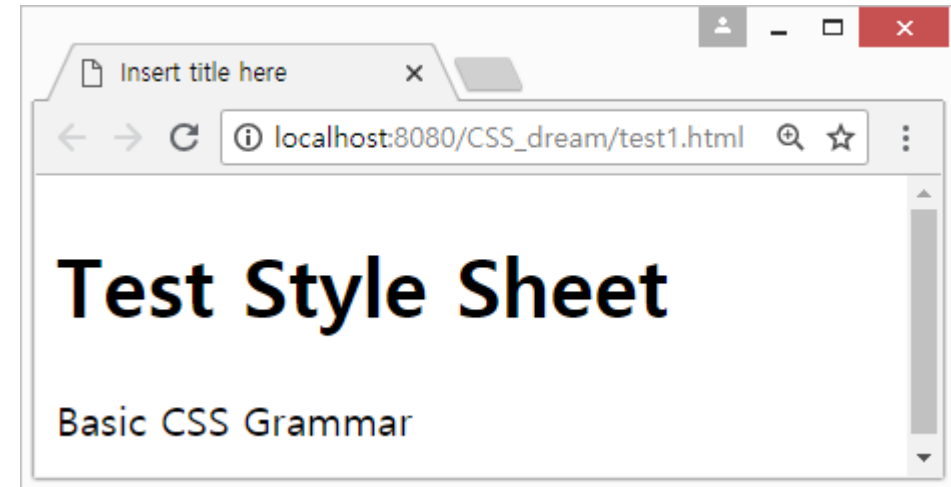 Insert title here
localhost:8080/CSS_dream/test1.html
Test Style Sheet
Basic CSS Grammar